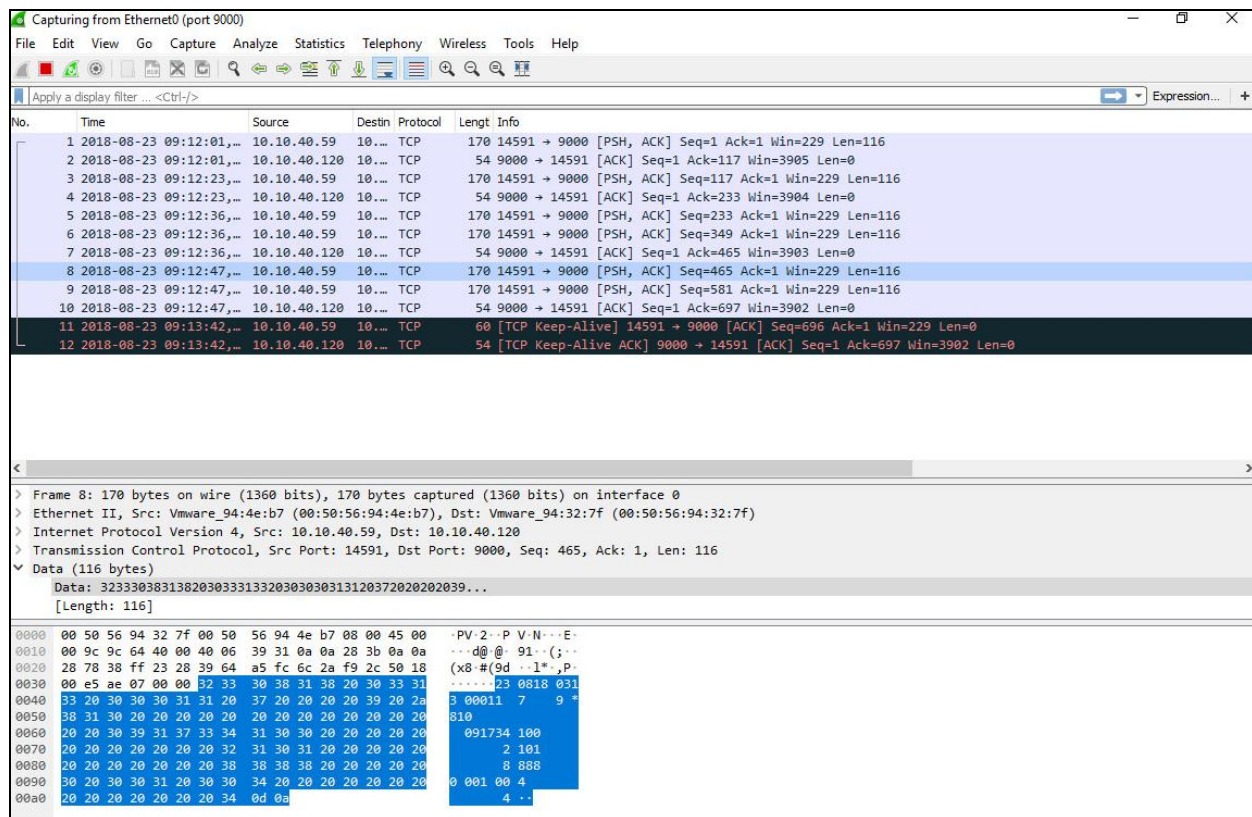 Capturing from Ethernet0 (port 9000)
File Edit View Go Capture Analyze Statistics Telephony Wireless Tools Help
Apply a display filter ... <Ctrl-/> Expression... +
No. Time Source Destin Protocol Lengt Info
1 2018-08-23 09:12:01,… 10.10.40.59 10.… TCP 170 14591 → 9000 [PSH, ACK] Seq=1 Ack=1 Win=229 Len=116
2 2018-08-23 09:12:01,… 10.10.40.120 10.… TCP 54 9000 → 14591 [ACK] Seq=1 Ack=117 Win=3905 Len=0
3 2018-08-23 09:12:23,… 10.10.40.59 10.… TCP 170 14591 → 9000 [PSH, ACK] Seq=117 Ack=1 Win=229 Len=116
4 2018-08-23 09:12:23,… 10.10.40.120 10.… TCP 54 9000 → 14591 [ACK] Seq=1 Ack=233 Win=3904 Len=0
5 2018-08-23 09:12:36,… 10.10.40.59 10.… TCP 170 14591 → 9000 [PSH, ACK] Seq=233 Ack=1 Win=229 Len=116
6 2018-08-23 09:12:36,… 10.10.40.59 10.… TCP 170 14591 → 9000 [PSH, ACK] Seq=349 Ack=1 Win=229 Len=116
7 2018-08-23 09:12:36,… 10.10.40.120 10.… TCP 54 9000 → 14591 [ACK] Seq=1 Ack=465 Win=3903 Len=0
8 2018-08-23 09:12:47,… 10.10.40.59 10.… TCP 170 14591 → 9000 [PSH, ACK] Seq=465 Ack=1 Win=229 Len=116
9 2018-08-23 09:12:47,… 10.10.40.59 10.… TCP 170 14591 → 9000 [PSH, ACK] Seq=581 Ack=1 Win=229 Len=116
10 2018-08-23 09:12:47,… 10.10.40.120 10.… TCP 54 9000 → 14591 [ACK] Seq=1 Ack=697 Win=3902 Len=0
11 2018-08-23 09:13:42,… 10.10.40.59 10.… TCP 60 [TCP Keep-Alive] 14591 → 9000 [ACK] Seq=696 Ack=1 Win=229 Len=0
12 2018-08-23 09:13:42,… 10.10.40.120 10.… TCP 54 [TCP Keep-Alive ACK] 9000 → 14591 [ACK] Seq=1 Ack=697 Win=3902 Len=0
Frame 8: 170 bytes on wire (1360 bits), 170 bytes captured (1360 bits) on interface 0
Ethernet II, Src: Vmware_94:4e:b7 (00:50:56:94:4e:b7), Dst: Vmware_94:32:7f (00:50:56:94:32:7f)
Internet Protocol Version 4, Src: 10.10.40.59, Dst: 10.10.40.120
Transmission Control Protocol, Src Port: 14591, Dst Port: 9000, Seq: 465, Ack: 1, Len: 116
Data (116 bytes)
Data: 323330383138203033313320303030313120372020202039...
[Length: 116]
0000 00 50 56 94 32 7f 00 50 56 94 4e b7 08 00 45 00 ·PV·2··P V·N···E·
0010 00 9c 9c 64 40 00 40 06 39 31 0a 0a 28 3b 0a 0a ···d@·@· 91··(;··
0020 28 78 38 ff 23 28 39 64 a5 fc 6c 2a f9 2c 50 18 (x8·#(9d ··l*·,P·
0030 00 e5 ae 07 00 00 32 33 30 38 31 38 20 30 33 31 ······23 0818 031
0040 33 20 30 30 30 31 31 20 37 20 20 20 20 39 20 2a 3 00011 7 9 *
0050 38 31 30 20 20 20 20 20 20 20 20 20 20 20 20 20 810
0060 20 20 30 39 31 37 33 34 31 30 30 20 20 20 20 20 091734 100
0070 20 20 20 20 20 20 20 32 31 30 31 20 20 20 20 20 2 101
0080 20 20 20 20 20 20 20 38 38 38 38 20 20 20 20 20 8 888
0090 30 20 30 30 31 20 30 30 34 20 20 20 20 20 20 20 0 001 00 4
00a0 20 20 20 20 20 20 20 34 0d 0a 4 ··